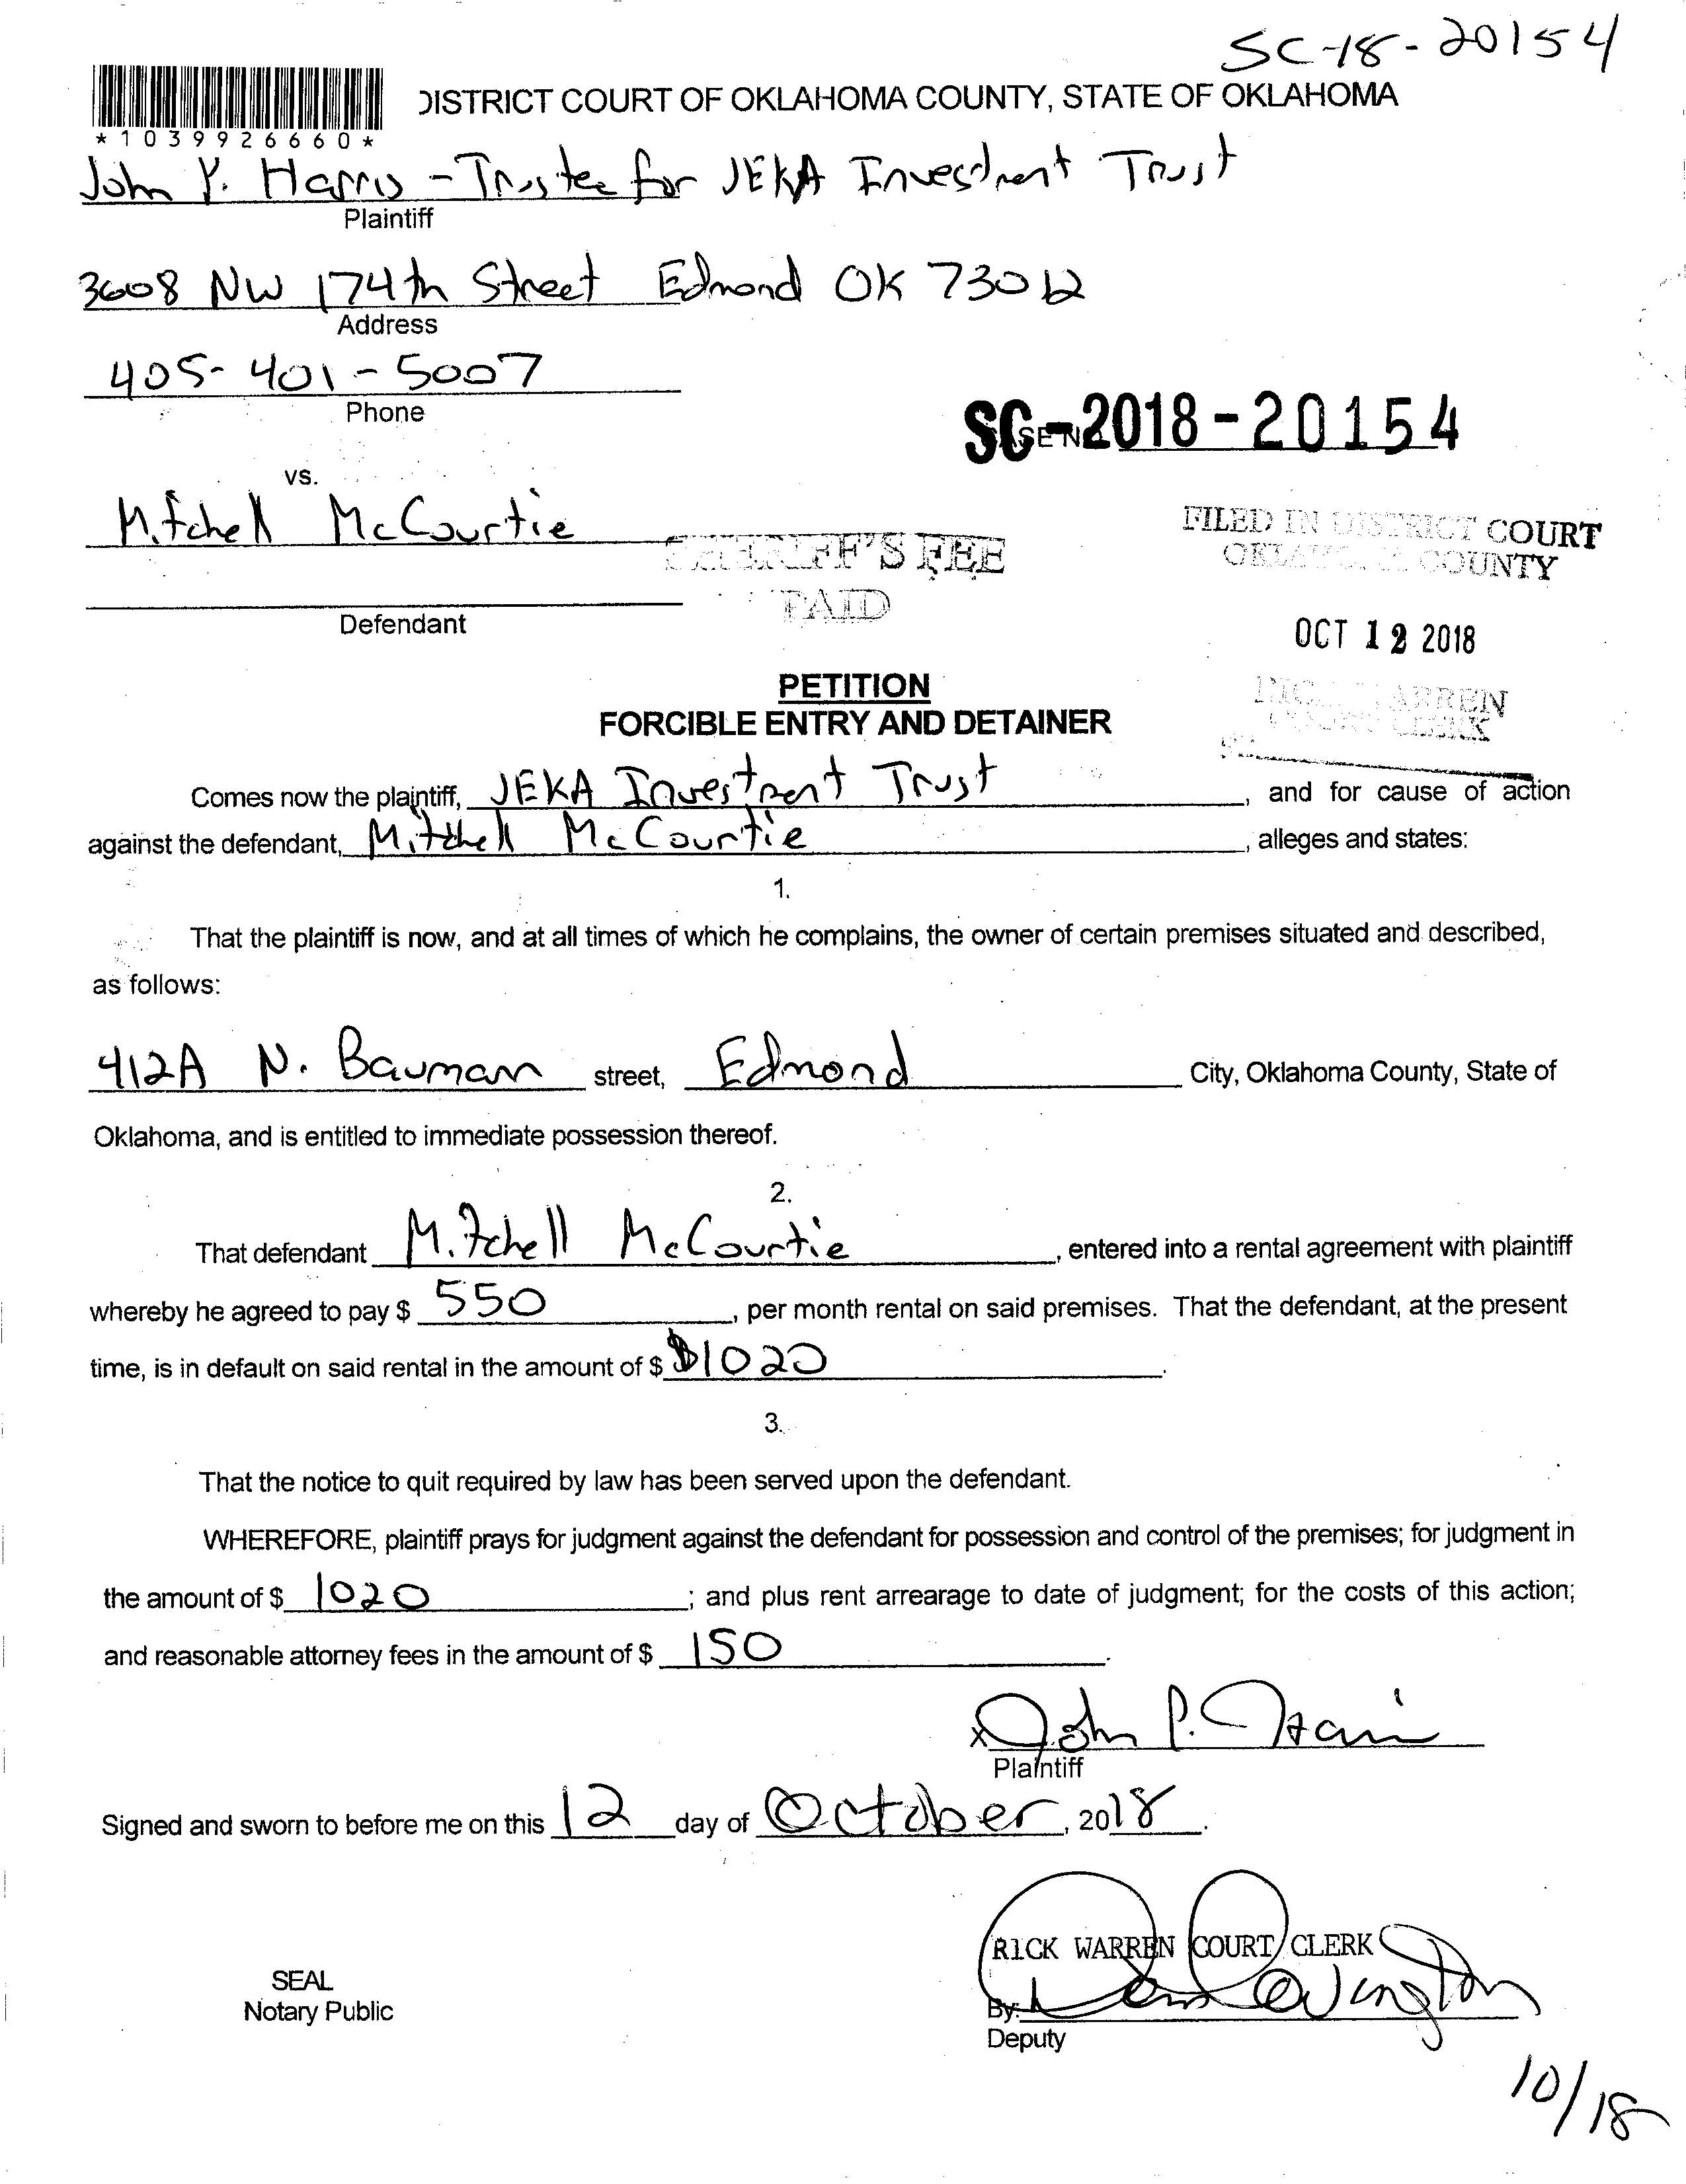 SC-18-20154
DISTRICT COURT OF OKLAHOMA COUNTY, STATE OF OKLAHOMA
*1039926660*
John P. Harris - Trustee for JEKA Investment Trust
Plaintiff
3608 NW 174th Street Edmond OK 73012
Address
405-401-5007
Phone
SC-2018-20154
vs.
Mitchell McCourtie
SHERIFF'S FEE
PAID
FILED IN DISTRICT COURT
OKLAHOMA COUNTY
Defendant
OCT 12 2018
RICK WARREN
COURT CLERK
PETITION
FORCIBLE ENTRY AND DETAINER
Comes now the plaintiff, JEKA Investment Trust, and for cause of action
against the defendant, Mitchell McCourtie, alleges and states:
1.
That the plaintiff is now, and at all times of which he complains, the owner of certain premises situated and described,
as follows:
412A N. Bauman street, Edmond City, Oklahoma County, State of
Oklahoma, and is entitled to immediate possession thereof.
2.
That defendant Mitchell McCourtie, entered into a rental agreement with plaintiff
whereby he agreed to pay $ 550, per month rental on said premises. That the defendant, at the present
time, is in default on said rental in the amount of $ $1020.
3.
That the notice to quit required by law has been served upon the defendant.
WHEREFORE, plaintiff prays for judgment against the defendant for possession and control of the premises; for judgment in
the amount of $ 1020; and plus rent arrearage to date of judgment; for the costs of this action;
and reasonable attorney fees in the amount of $ 150.
x John P. Harris
Plaintiff
Signed and sworn to before me on this 12 day of October, 2018.
RICK WARREN COURT CLERK
SEAL
Notary Public
By:
Deputy
10/18